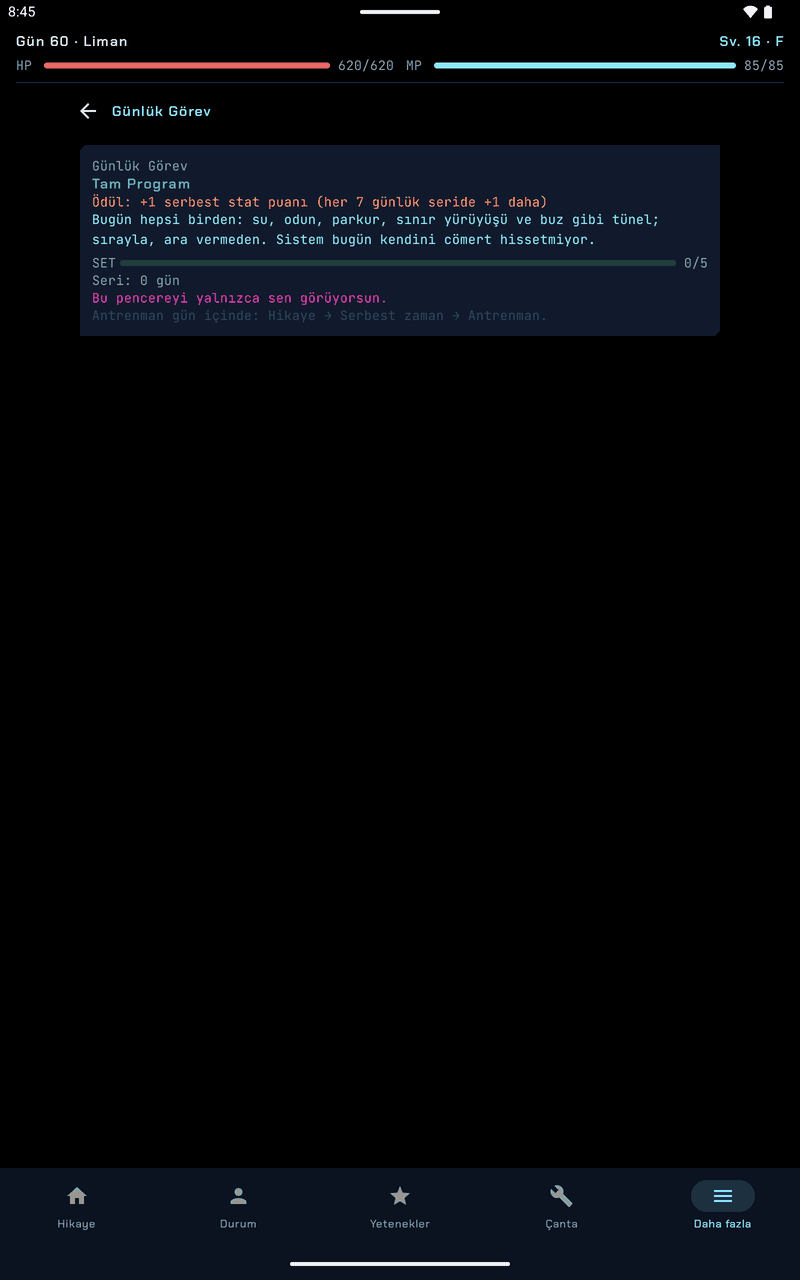 8:45
Gün 60 · Liman
Sv. 16 · F
HP 620/620 MP 85/85
Günlük Görev
Günlük Görev
Tam Program
Ödül: +1 serbest stat puanı (her 7 günlük seride +1 daha)
Bugün hepsi birden: su, odun, parkur, sınır yürüyüşü ve buz gibi tünel;
sırayla, ara vermeden. Sistem bugün kendini cömert hissetmiyor.
SET 0/5
Seri: 0 gün
Bu pencereyi yalnızca sen görüyorsun.
Antrenman gün içinde: Hikaye → Serbest zaman → Antrenman.
Hikaye
Durum
Yetenekler
Çanta
Daha fazla